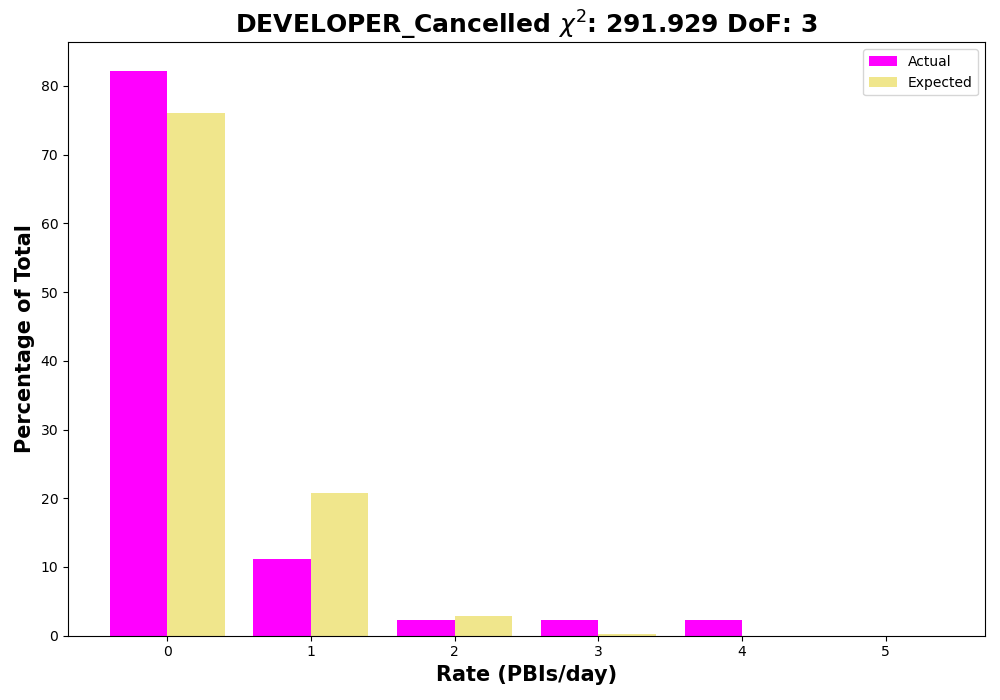 DEVELOPER_Cancelled χ²: 291.929 DoF: 3
Actual
Expected
Percentage of Total
80
70
60
50
40
30
20
10
0
0 1 2 3 4 5
Rate (PBIs/day)